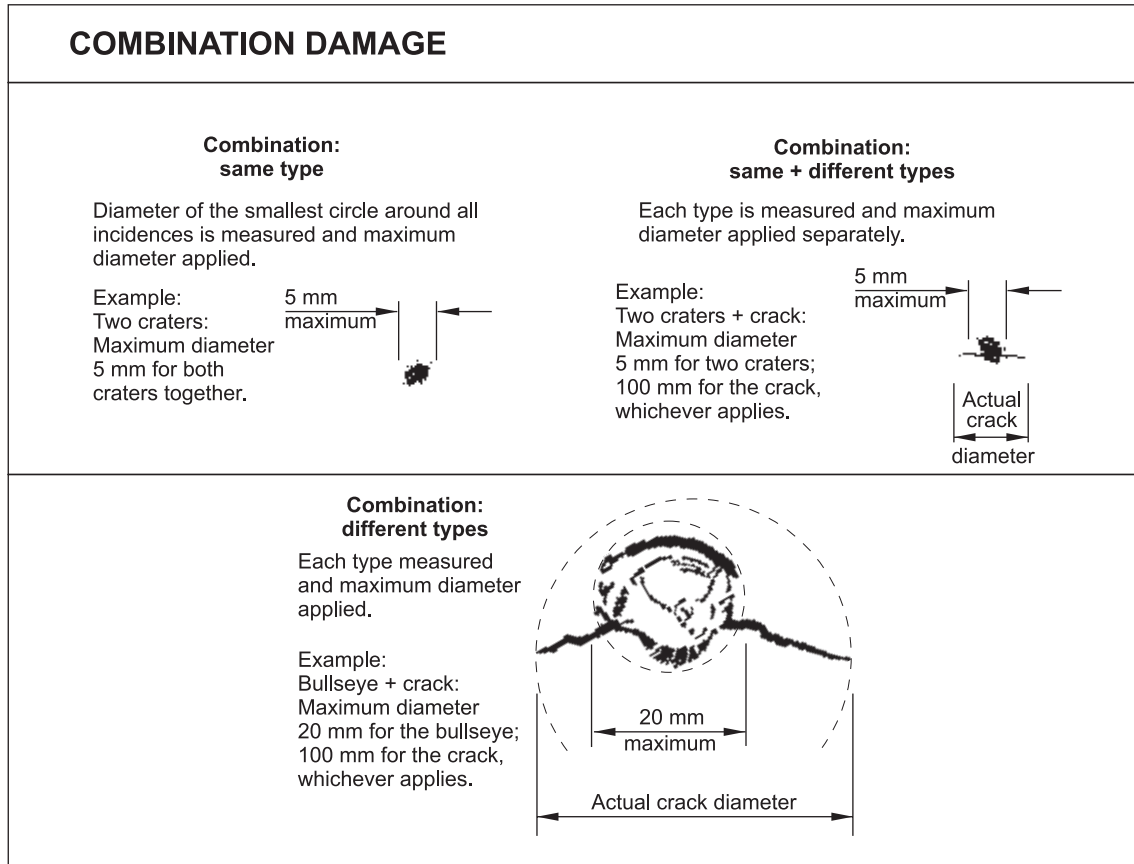 COMBINATION DAMAGE
Combination:
same type
Diameter of the smallest circle around all
incidences is measured and maximum
diameter applied.
Example:
Two craters:
Maximum diameter
5 mm for both
craters together.
5 mm
maximum
Combination:
same + different types
Each type is measured and maximum
diameter applied separately.
Example:
Two craters + crack:
Maximum diameter
5 mm for two craters;
100 mm for the crack,
whichever applies.
5 mm
maximum
Actual
crack
diameter
Combination:
different types
Each type measured
and maximum diameter
applied.
Example:
Bullseye + crack:
Maximum diameter
20 mm for the bullseye;
100 mm for the crack,
whichever applies.
20 mm
maximum
Actual crack diameter